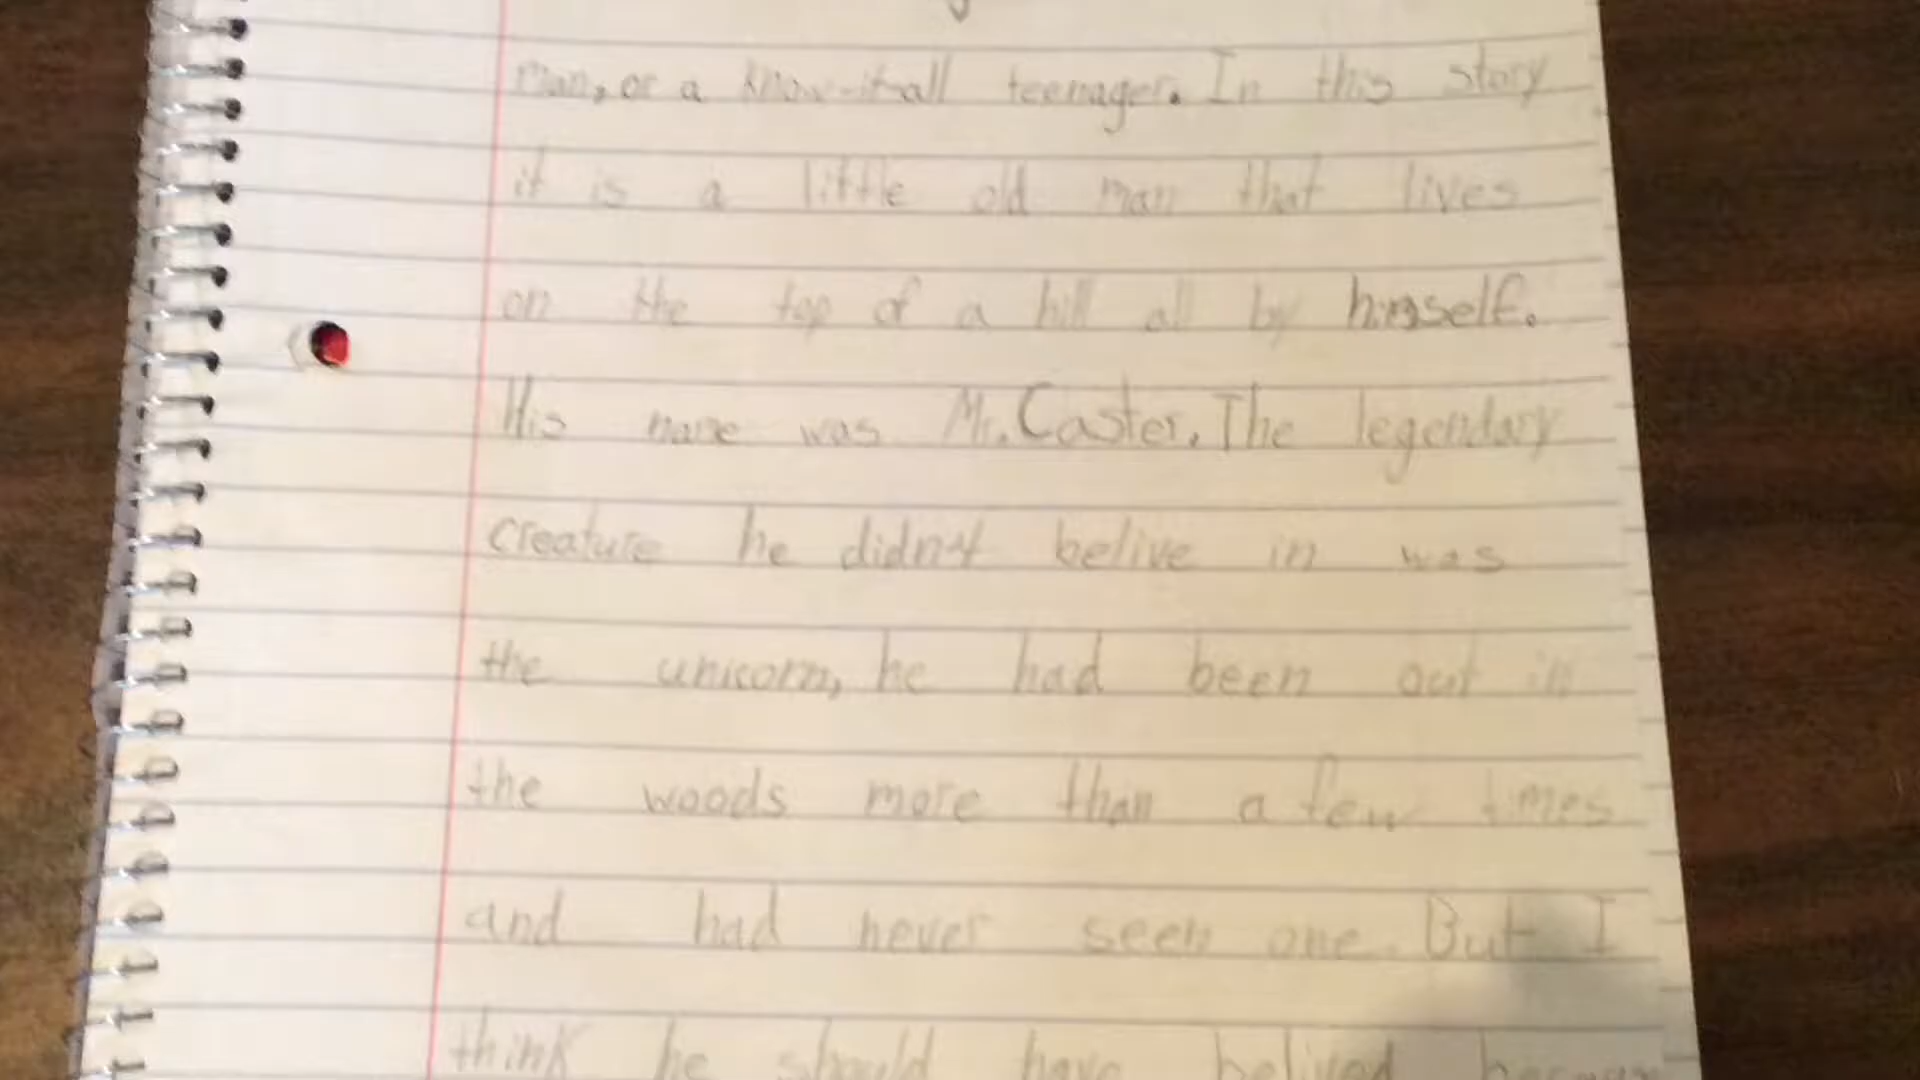 man, or a know-it-all teenager. In this story
it is a little old man that lives
on the top of a hill all by himself.
His name was Mr. Caster. The legendary
creature he didn't belive in was
the unicorn, he had been out in
the woods more than a few times
and had never seen one. But I
think he should have belived because